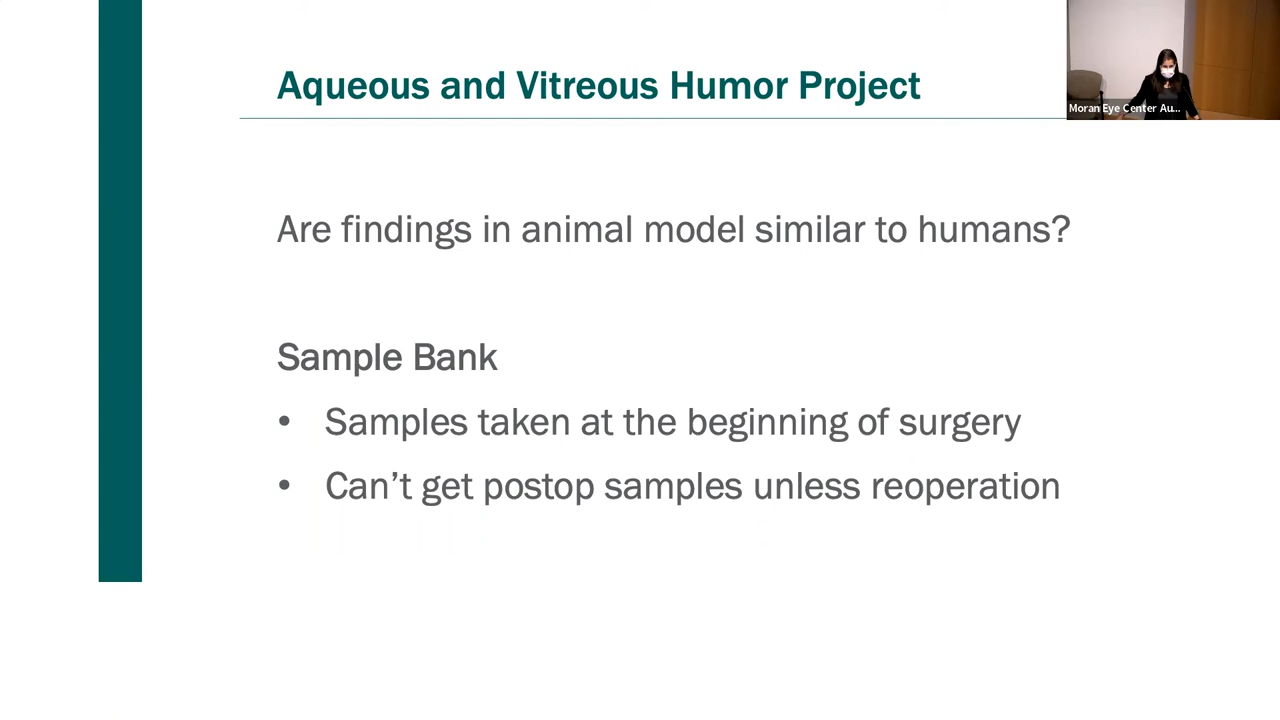 Aqueous and Vitreous Humor Project
Moran Eye Center Au...
Are findings in animal model similar to humans?
Sample Bank
• Samples taken at the beginning of surgery
• Can't get postop samples unless reoperation